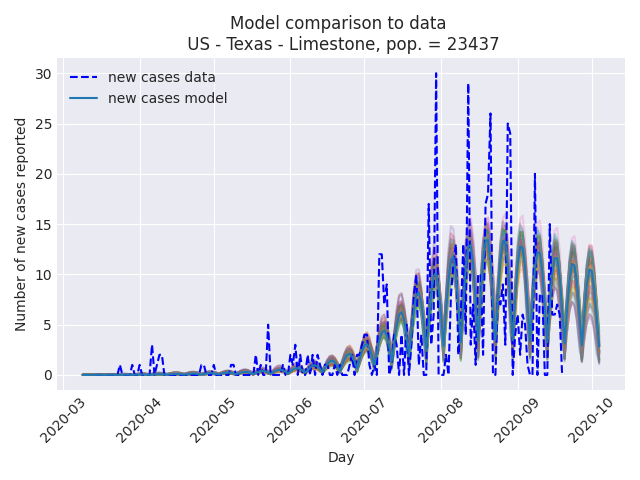 Model comparison to data
US - Texas - Limestone, pop. = 23437
new cases data
new cases model
Number of new cases reported
30
25
20
15
10
5
0
2020-03
2020-04
2020-05
2020-06
2020-07
2020-08
2020-09
2020-10
Day